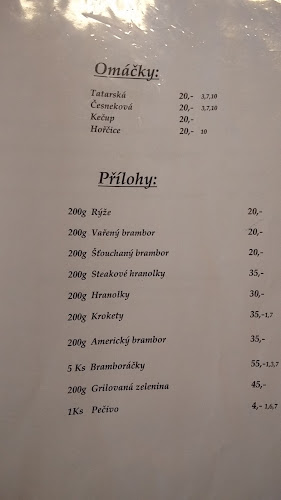 Omáčky:
Tatarská 20,- 3,7,10
Česneková 20,- 3,7,10
Kečup 20,-
Hořčice 20,- 10
Přílohy:
200g Rýže 20,-
200g Vařený brambor 20,-
200g Šťouchaný brambor 20,-
200g Steakové hranolky 35,-
200g Hranolky 30,-
200g Krokety 35,-1,7
200g Americký brambor 35,-
5 Ks Bramboráčky 55,-1,3,7
200g Grilovaná zelenina 45,-
1Ks Pečivo 4,- 1,6,7